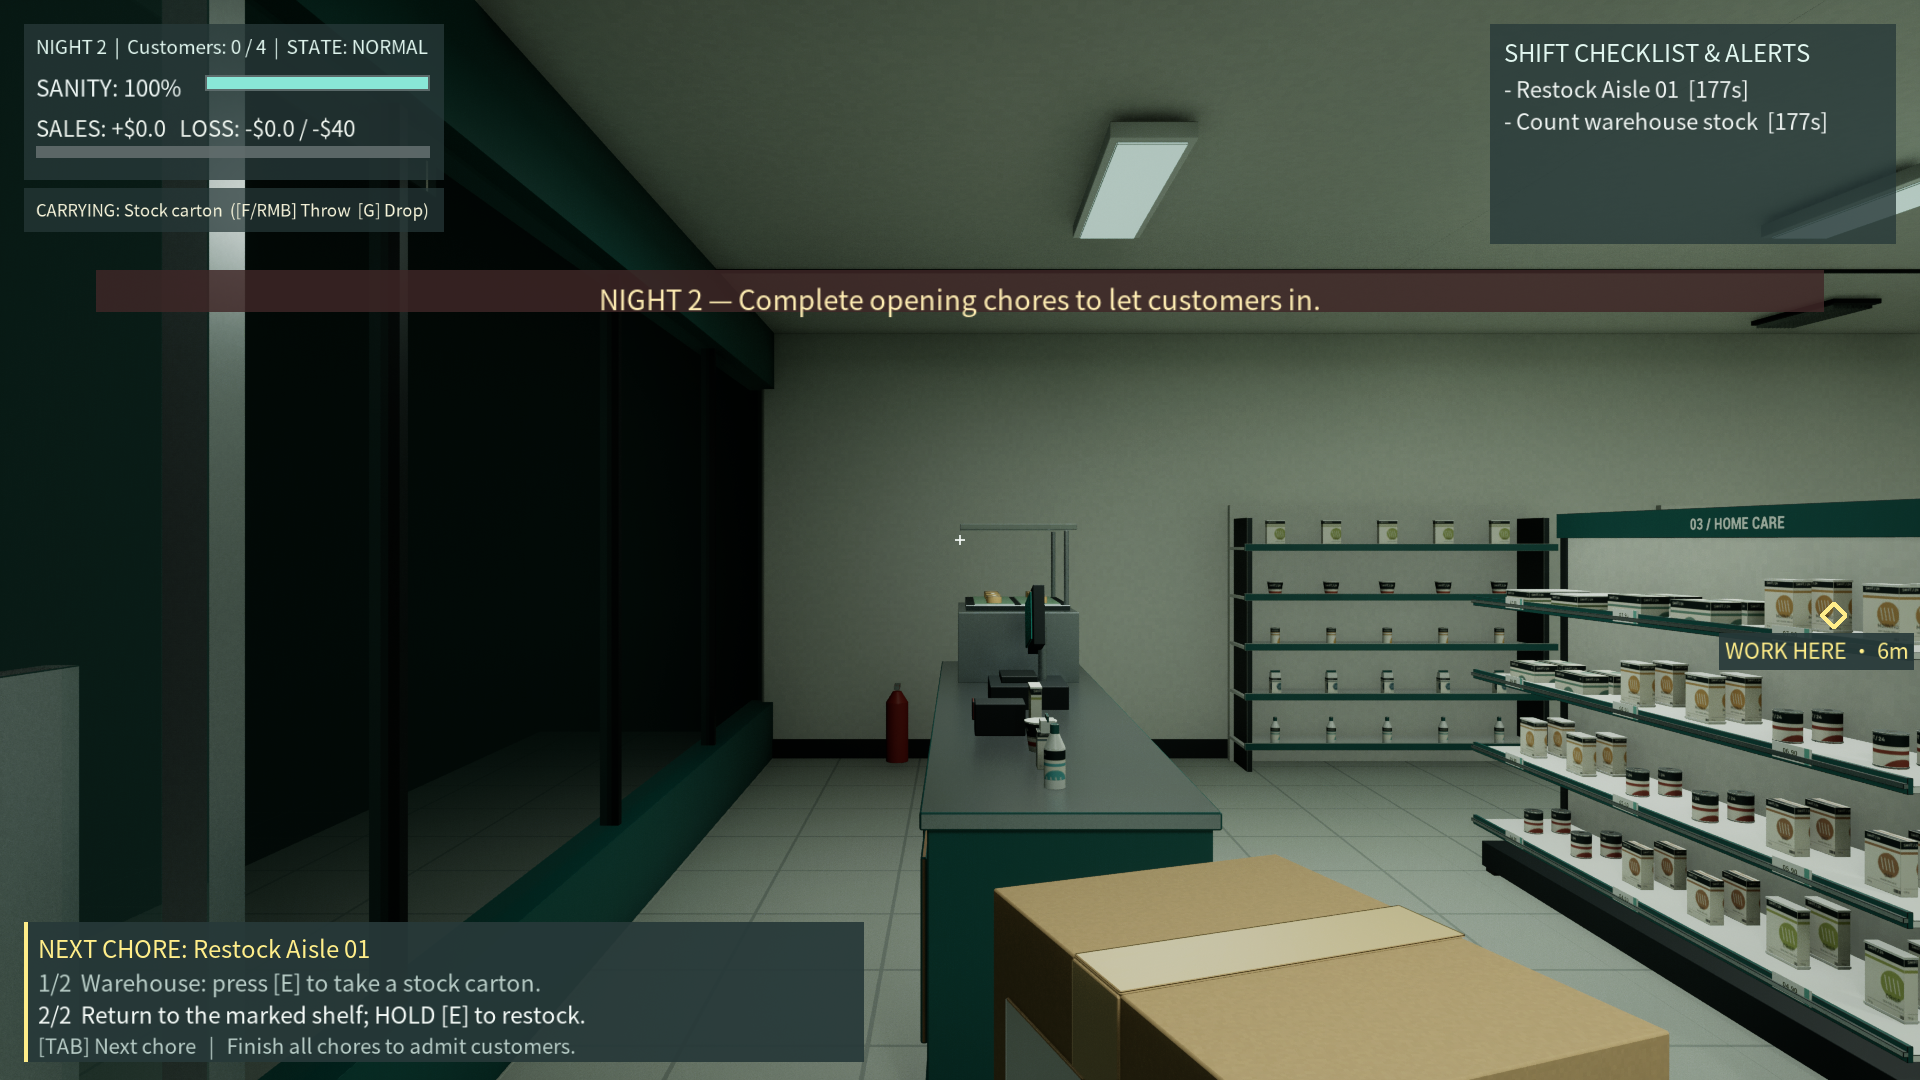 NIGHT 2 | Customers: 0 / 4 | STATE: NORMAL
SANITY: 100%
SALES: +$0.0 LOSS: -$0.0 / -$40
CARRYING: Stock carton ([F/RMB] Throw [G] Drop)
SHIFT CHECKLIST & ALERTS
- Restock Aisle 01 [177s]
- Count warehouse stock [177s]
NIGHT 2 — Complete opening chores to let customers in.
03 / HOME CARE
WORK HERE • 6m
NEXT CHORE: Restock Aisle 01
1/2 Warehouse: press [E] to take a stock carton.
2/2 Return to the marked shelf; HOLD [E] to restock.
[TAB] Next chore | Finish all chores to admit customers.